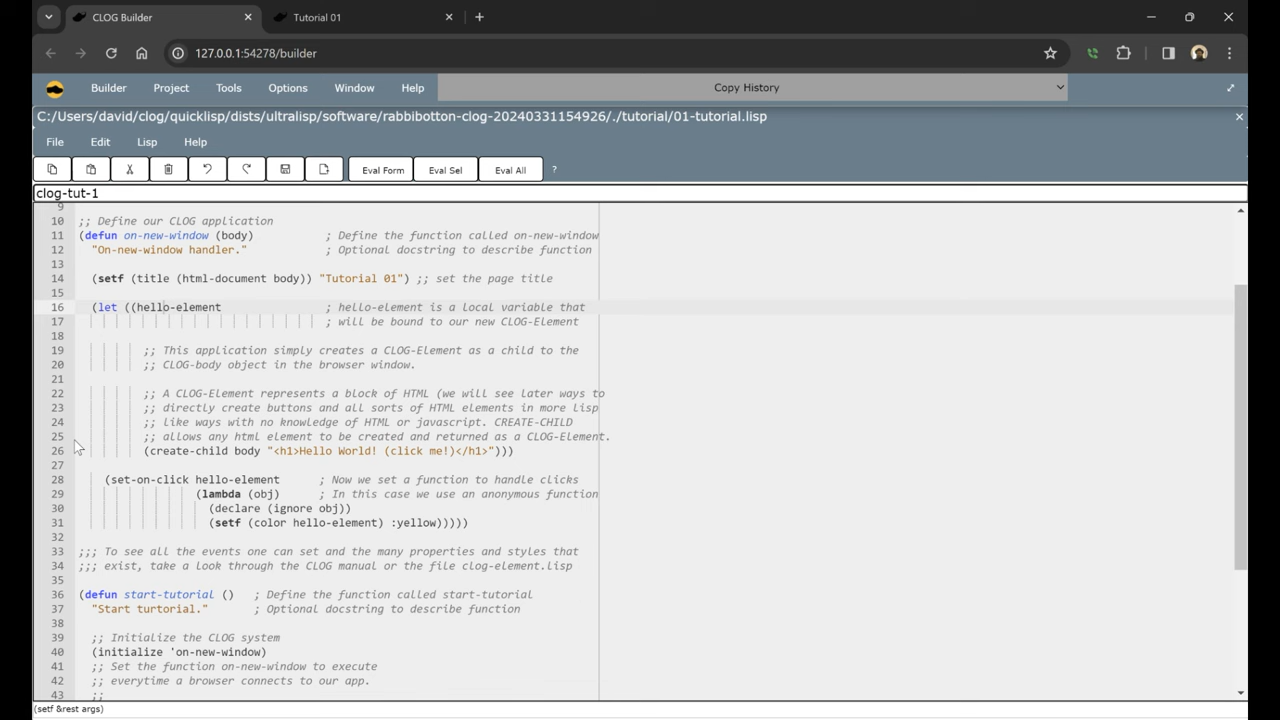 CLOG Builder
Tutorial 01
127.0.0.1:54278/builder
Builder Project Tools Options Window Help Copy History
C:/Users/david/clog/quicklisp/dists/ultralisp/software/rabbibotton-clog-20240331154926/./tutorial/01-tutorial.lisp
File Edit Lisp Help
Eval Form Eval Sel Eval All ?
clog-tut-1
9
10 ;; Define our CLOG application
11 (defun on-new-window (body) ; Define the function called on-new-window
12 "On-new-window handler." ; Optional docstring to describe function
13
14 (setf (title (html-document body)) "Tutorial 01") ;; set the page title
15
16 (let ((hello-element ; hello-element is a local variable that
17 ; will be bound to our new CLOG-Element
18
19 ;; This application simply creates a CLOG-Element as a child to the
20 ;; CLOG-body object in the browser window.
21
22 ;; A CLOG-Element represents a block of HTML (we will see later ways to
23 ;; directly create buttons and all sorts of HTML elements in more lisp
24 ;; like ways with no knowledge of HTML or javascript. CREATE-CHILD
25 ;; allows any html element to be created and returned as a CLOG-Element.
26 (create-child body "<h1>Hello World! (click me!)</h1>")))
27
28 (set-on-click hello-element ; Now we set a function to handle clicks
29 (lambda (obj) ; In this case we use an anonymous function
30 (declare (ignore obj))
31 (setf (color hello-element) :yellow)))))
32
33 ;;; To see all the events one can set and the many properties and styles that
34 ;;; exist, take a look through the CLOG manual or the file clog-element.lisp
35
36 (defun start-tutorial () ; Define the function called start-tutorial
37 "Start turtorial." ; Optional docstring to describe function
38
39 ;; Initialize the CLOG system
40 (initialize 'on-new-window)
41 ;; Set the function on-new-window to execute
42 ;; everytime a browser connects to our app.
43 ;;
(setf &rest args)